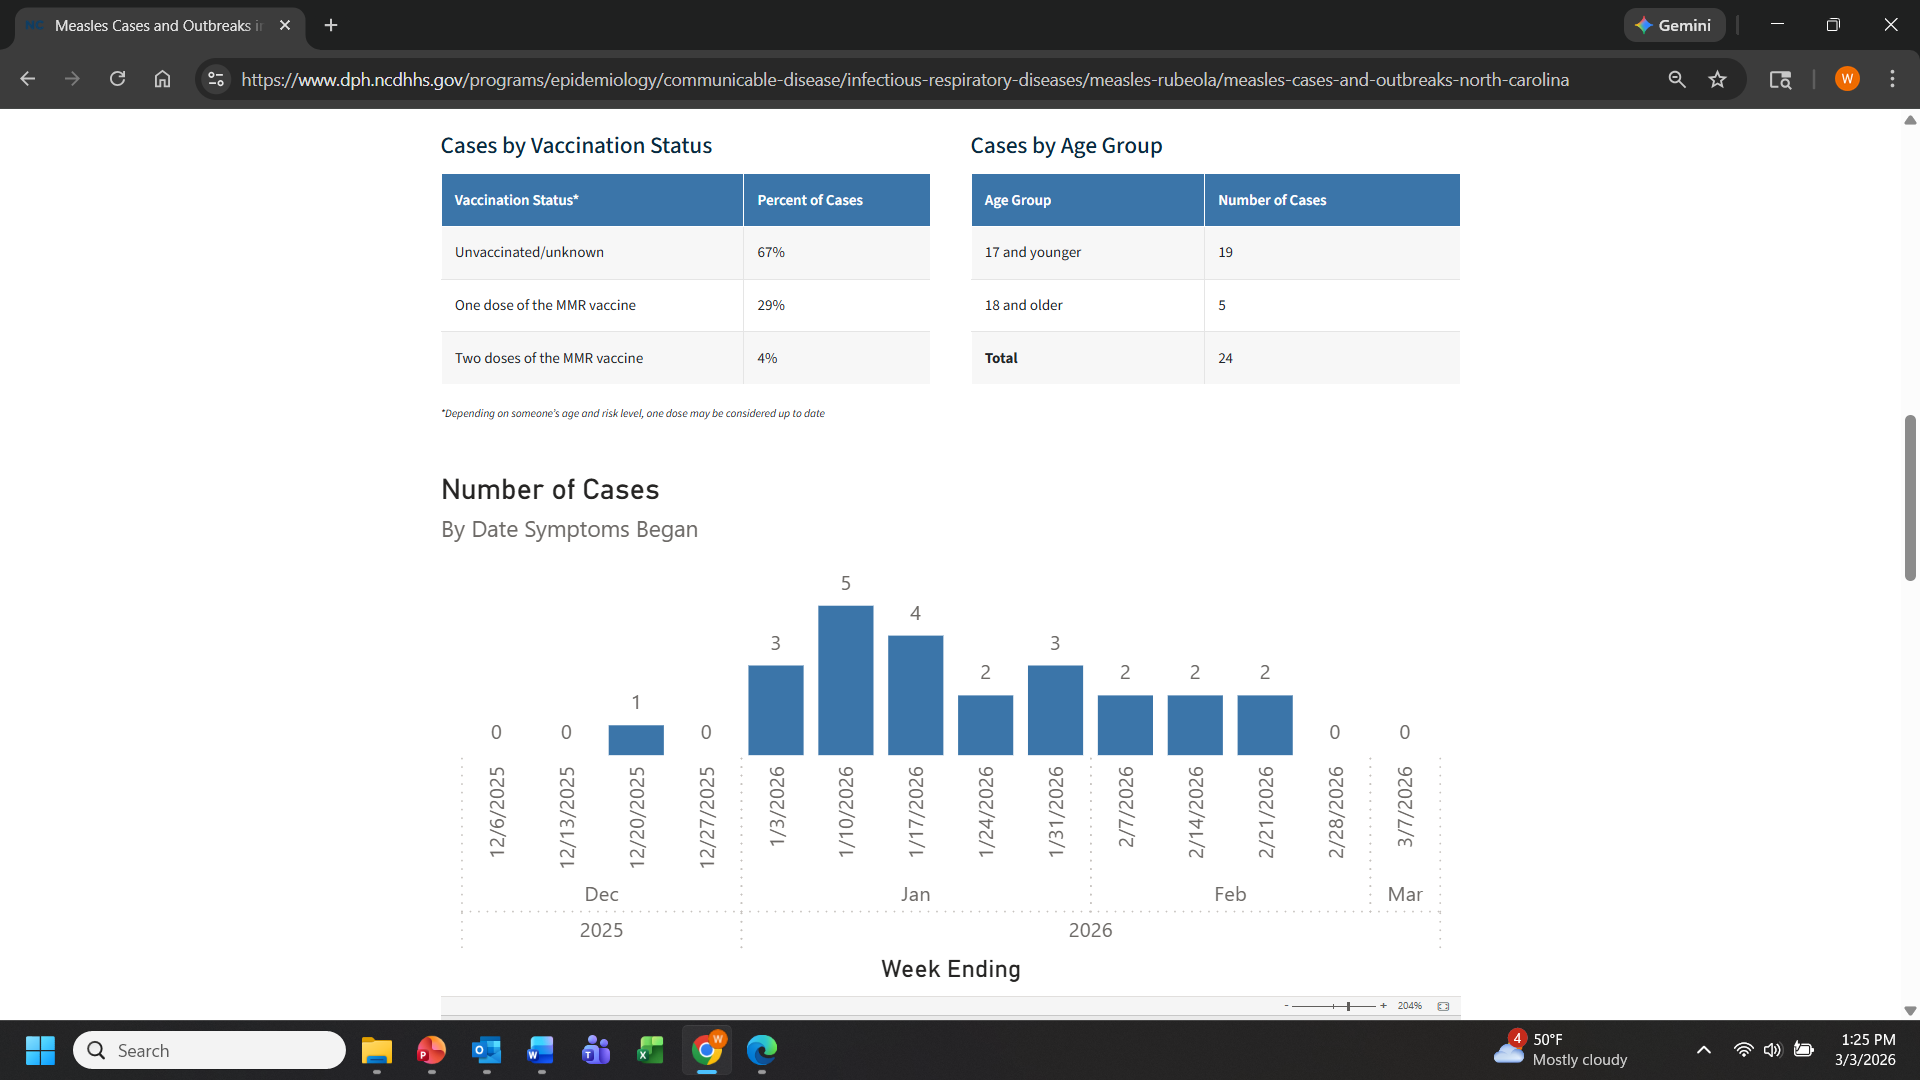 NC Measles Cases and Outbreaks i
Gemini
https://www.dph.ncdhhs.gov/programs/epidemiology/communicable-disease/infectious-respiratory-diseases/measles-rubeola/measles-cases-and-outbreaks-north-carolina
W
Cases by Vaccination Status
Vaccination Status* Percent of Cases
Unvaccinated/unknown 67%
One dose of the MMR vaccine 29%
Two doses of the MMR vaccine 4%
*Depending on someone's age and risk level, one dose may be considered up to date
Cases by Age Group
Age Group Number of Cases
17 and younger 19
18 and older 5
Total 24
Number of Cases
By Date Symptoms Began
0 0 1 0 3 5 4 2 3 2 2 2 0 0
12/6/2025 12/13/2025 12/20/2025 12/27/2025 1/3/2026 1/10/2026 1/17/2026 1/24/2026 1/31/2026 2/7/2026 2/14/2026 2/21/2026 2/28/2026 3/7/2026
Dec Jan Feb Mar
2025 2026
Week Ending
- + 204%
Search
P
W
T
X
W
4
50°F
Mostly cloudy
1:25 PM
3/3/2026